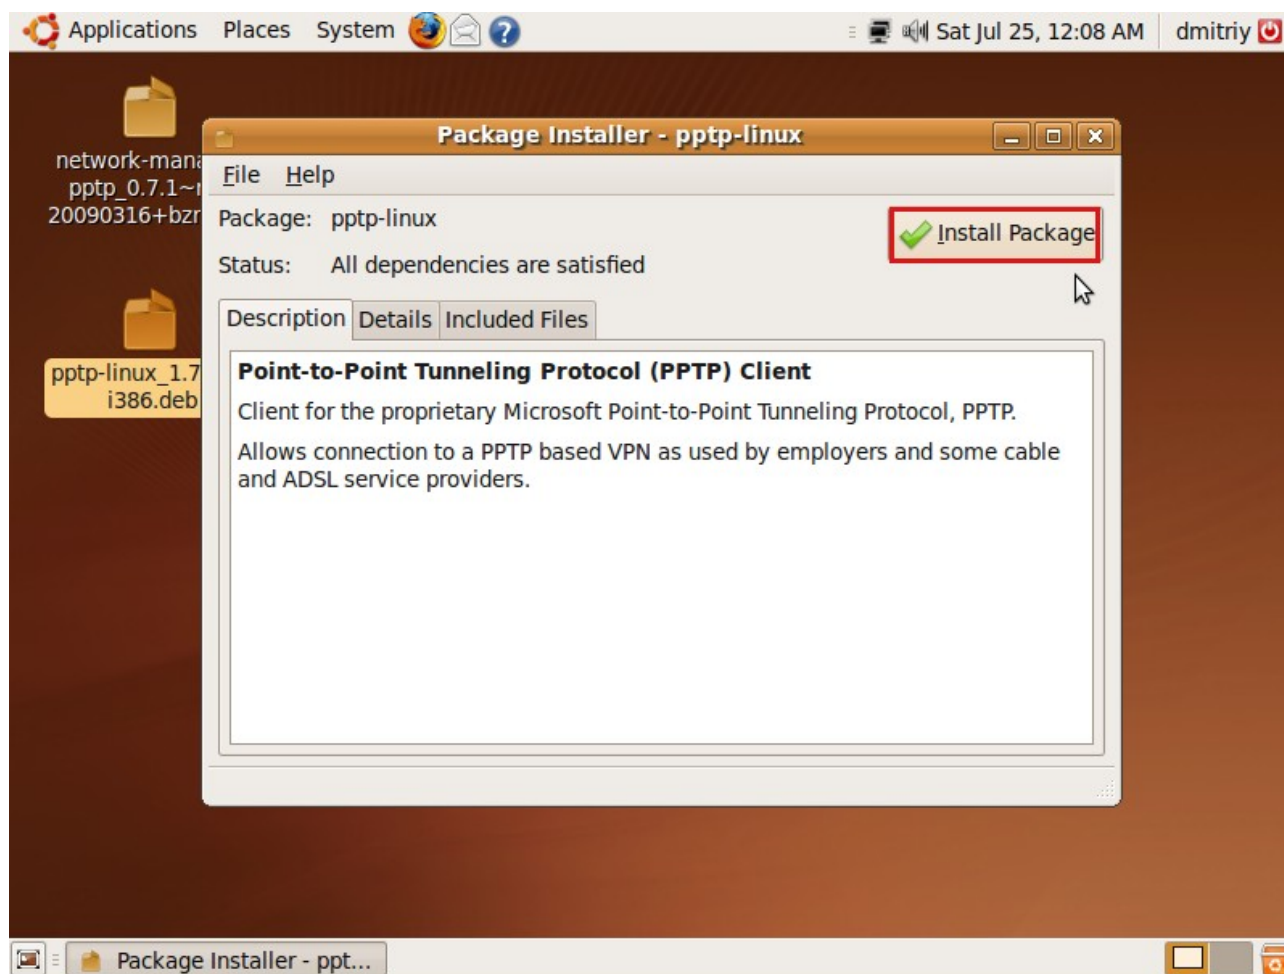 Applications Places System Sat Jul 25, 12:08 AM dmitriy
network-mana
pptp_0.7.1~
20090316+bzr
pptp-linux_1.7
i386.deb
Package Installer - pptp-linux
File Help
Package: pptp-linux
Install Package
Status: All dependencies are satisfied
Description Details Included Files
Point-to-Point Tunneling Protocol (PPTP) Client
Client for the proprietary Microsoft Point-to-Point Tunneling Protocol, PPTP.
Allows connection to a PPTP based VPN as used by employers and some cable
and ADSL service providers.
Package Installer - ppt...